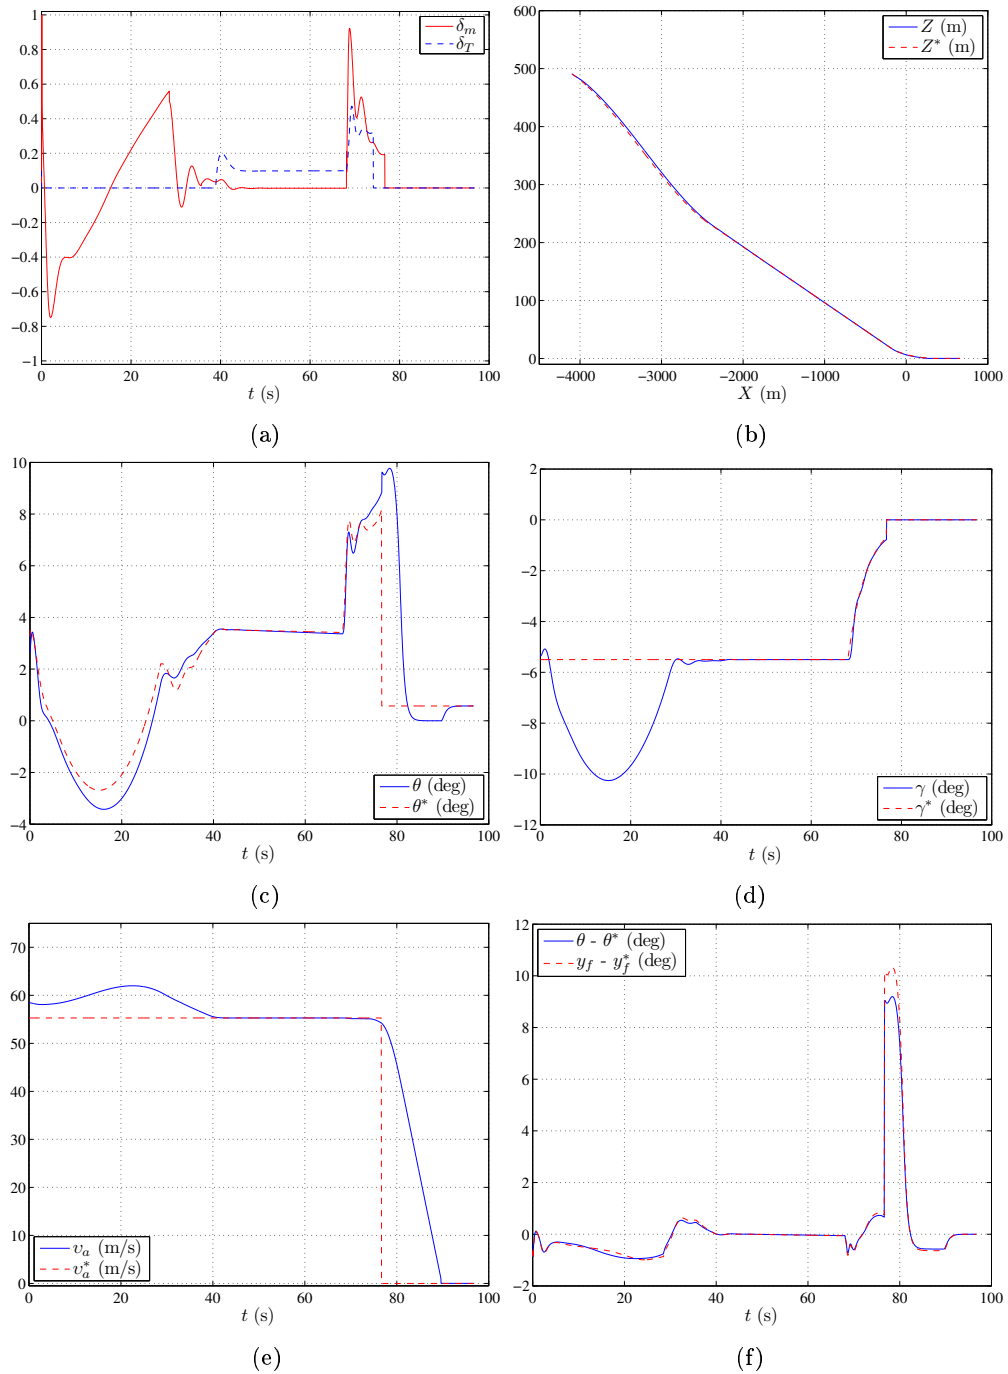 1
0.8
0.6
0.4
0.2
0
−0.2
−0.4
−0.6
−0.8
−1
0 20 40 60 80 100
t (s)
δm
δT
(a)
600
500
400
300
200
100
0
−4000 −3000 −2000 −1000 0 1000
X (m)
Z (m)
Z* (m)
(b)
10
8
6
4
2
0
−2
−4
0 20 40 60 80 100
t (s)
θ (deg)
θ* (deg)
(c)
2
0
−2
−4
−6
−8
−10
−12
0 20 40 60 80 100
t (s)
γ (deg)
γ* (deg)
(d)
70
60
50
40
30
20
10
0
0 20 40 60 80 100
t (s)
va (m/s)
va* (m/s)
(e)
12
10
8
6
4
2
0
−2
0 20 40 60 80 100
t (s)
θ - θ* (deg)
yf - yf* (deg)
(f)